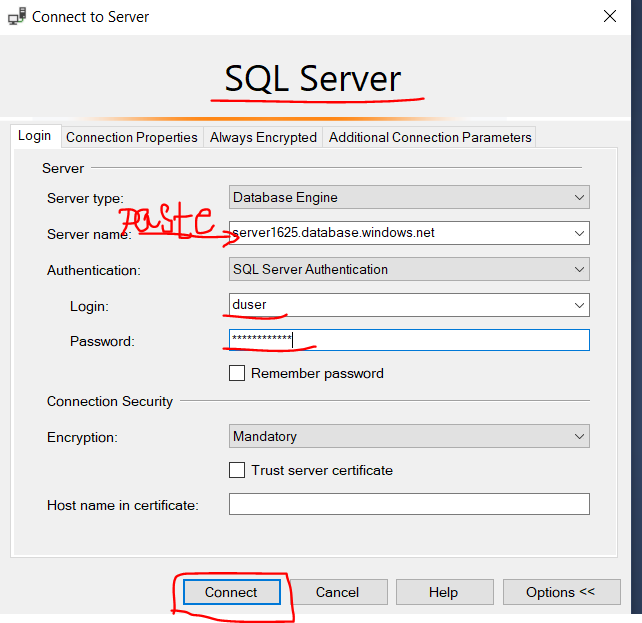 Connect to Server
SQL Server
Login Connection Properties Always Encrypted Additional Connection Parameters
Server
Server type: Database Engine
paste
Server name: server1625.database.windows.net
Authentication: SQL Server Authentication
Login: duser
Password: ************
Remember password
Connection Security
Encryption: Mandatory
Trust server certificate
Host name in certificate:
Connect Cancel Help Options <<